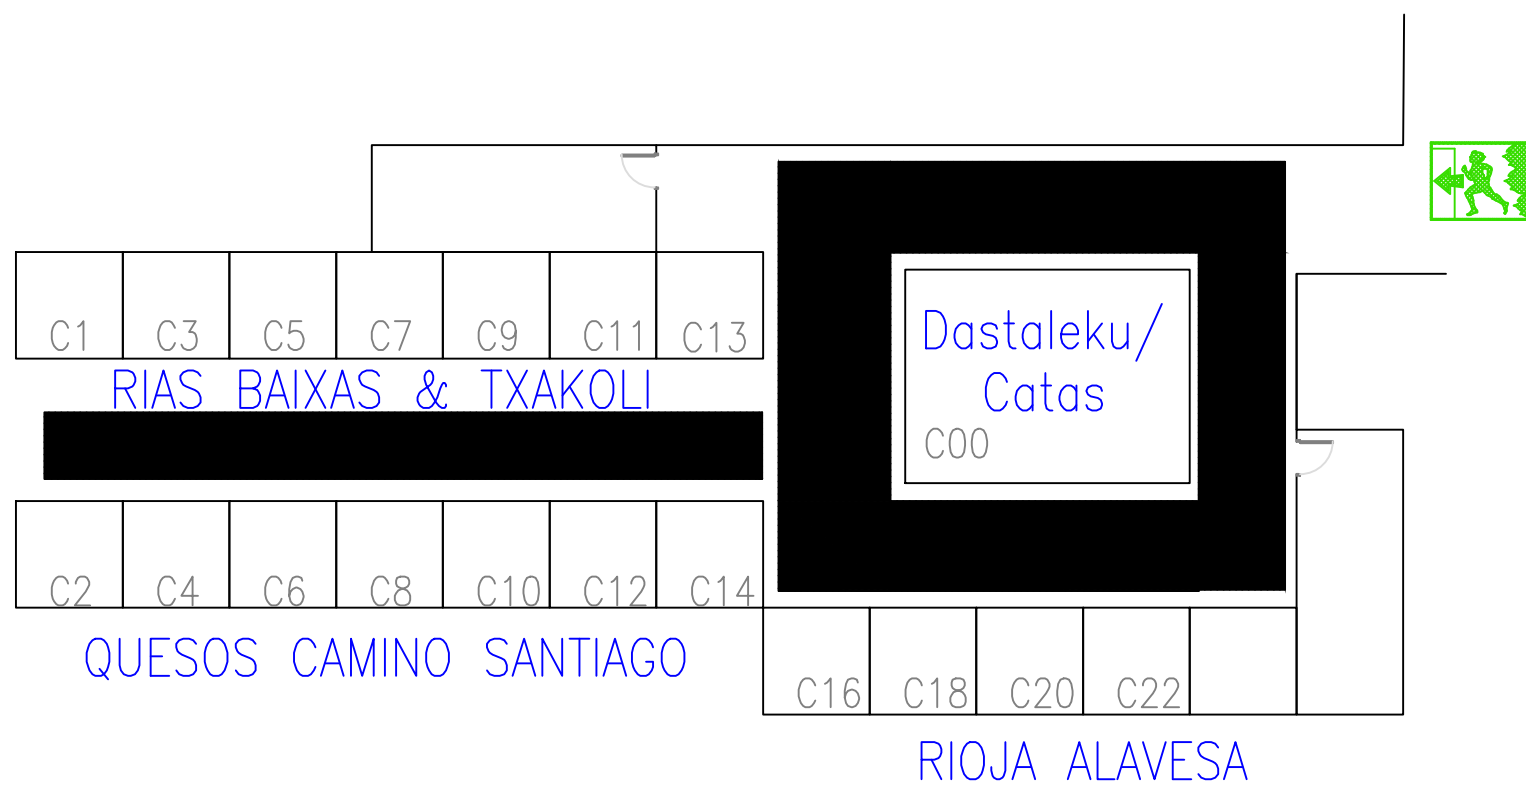 C1 C3 C5 C7 C9 C11 C13
RIAS BAIXAS & TXAKOLI
Dastaleku/
Catas
C00
C2 C4 C6 C8 C10 C12 C14
QUESOS CAMINO SANTIAGO
C16 C18 C20 C22
RIOJA ALAVESA